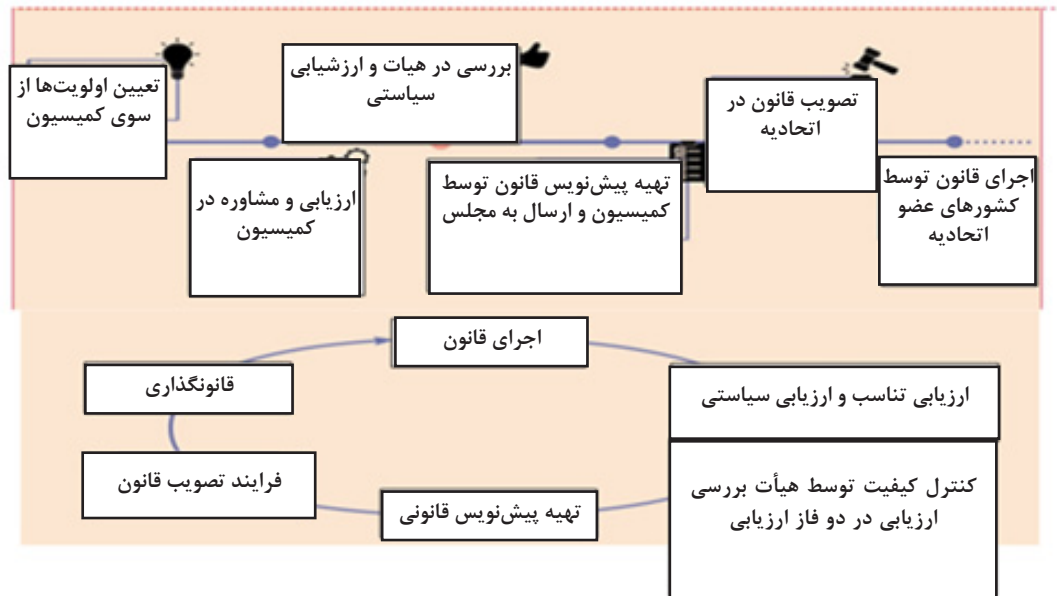 تعیین اولویت‌ها از
سوی کمیسیون
ارزیابی و مشاوره در
کمیسیون
بررسی در هیات و ارزشیابی
سیاستی
تهیه پیش‌نویس قانون توسط
کمیسیون و ارسال به مجلس
تصویب قانون در
اتحادیه
اجرای قانون توسط
کشورهای عضو
اتحادیه
اجرای قانون
ارزیابی تناسب و ارزیابی سیاستی
کنترل کیفیت توسط هیأت بررسی
ارزیابی در دو فاز ارزیابی
تهیه پیش‌نویس قانونی
فرایند تصویب قانون
قانونگذاری